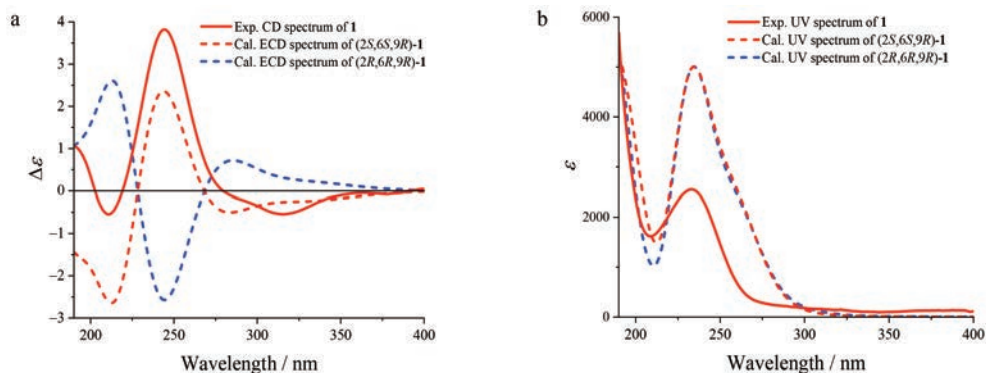 a
Exp. CD spectrum of 1
Cal. ECD spectrum of (2S,6S,9R)-1
Cal. ECD spectrum of (2R,6R,9R)-1
4
3
2
1
0
−1
−2
−3
Δε
200 250 300 350 400
Wavelength / nm
b
Exp. UV spectrum of 1
Cal. UV spectrum of (2S,6S,9R)-1
Cal. UV spectrum of (2R,6R,9R)-1
6000
4000
2000
0
ε
200 250 300 350 400
Wavelength / nm